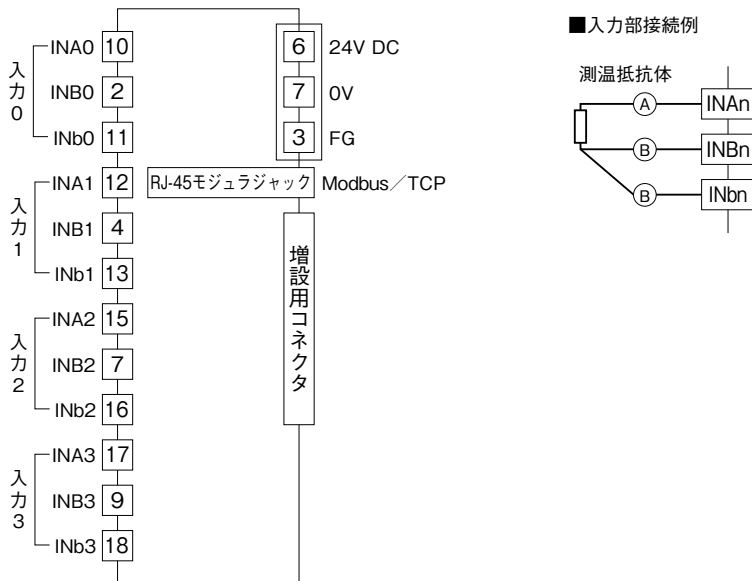 入力0
INA0 10
INB0 2
INb0 11
入力1
INA1 12
INB1 4
INb1 13
入力2
INA2 15
INB2 7
INb2 16
入力3
INA3 17
INB3 9
INb3 18
6 24V DC
7 0V
3 FG
RJ-45モジュラジャック Modbus／TCP
増設用コネクタ
■入力部接続例
測温抵抗体
A INAn
B INBn
B INbn